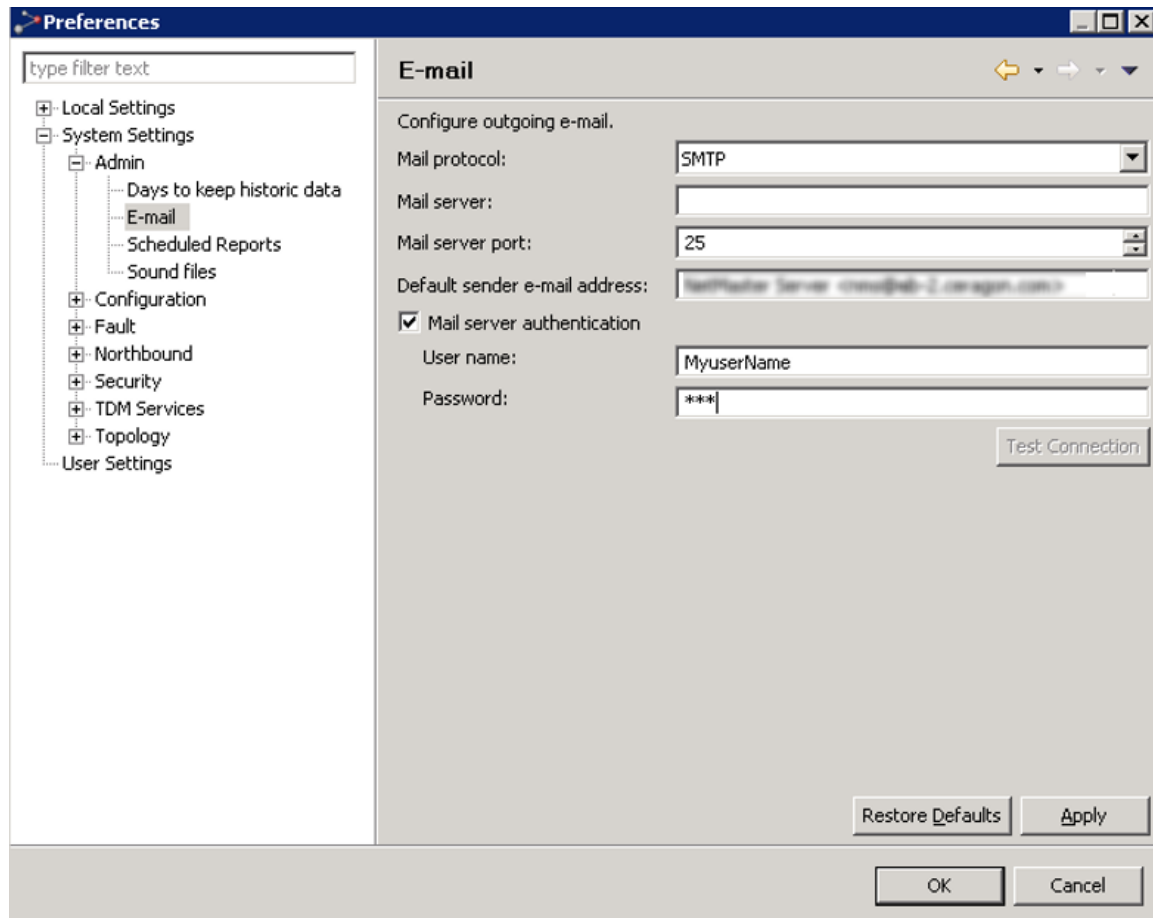 Preferences
type filter text
Local Settings
System Settings
Admin
Days to keep historic data
E-mail
Scheduled Reports
Sound files
Configuration
Fault
Northbound
Security
TDM Services
Topology
User Settings
E-mail
Configure outgoing e-mail.
Mail protocol: SMTP
Mail server:
Mail server port: 25
Default sender e-mail address:
Mail server authentication
User name: MyuserName
Password: ***
Test Connection
Restore Defaults Apply
OK Cancel